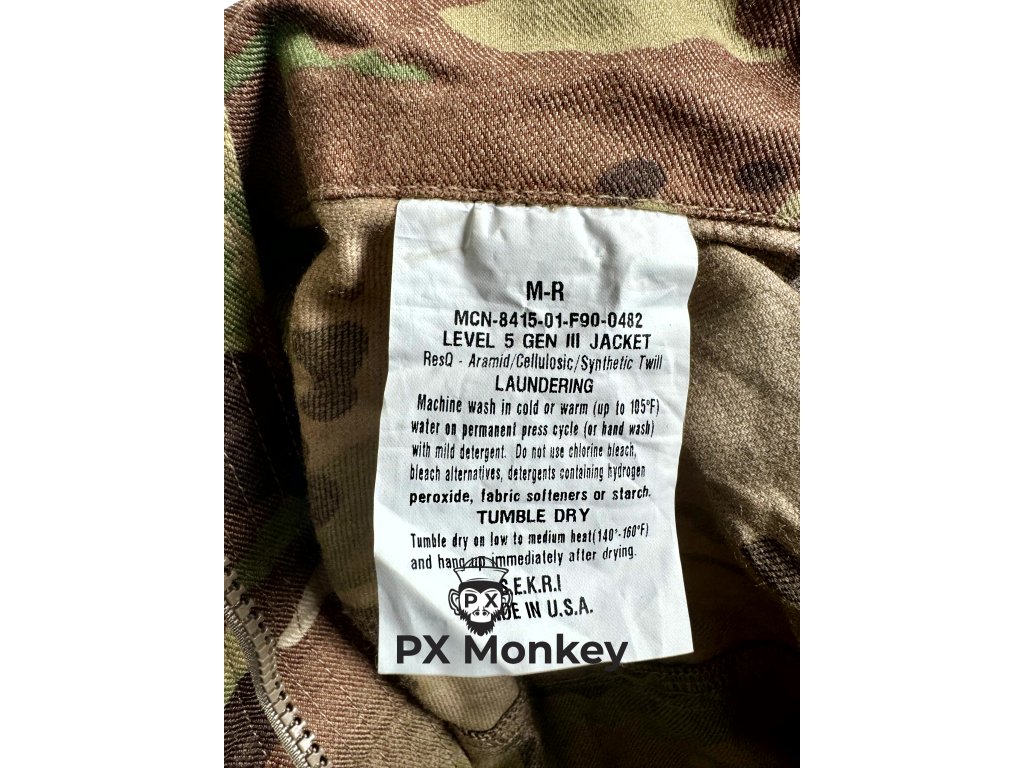 M-R
MCN-8415-01-F90-0482
LEVEL 5 GEN III JACKET
ResQ - Aramid/Cellulosic/Synthetic Twill
LAUNDERING
Machine wash in cold or warm (up to 105°F)
water on permanent press cycle (or hand wash)
with mild detergent. Do not use chlorine bleach,
bleach alternatives, detergents containing hydrogen
peroxide, fabric softeners or starch.
TUMBLE DRY
Tumble dry on low to medium heat(140°-160°F)
and hang up immediately after drying.
S.E.K.R.I
IN U.S.A.
PX
PX Monkey